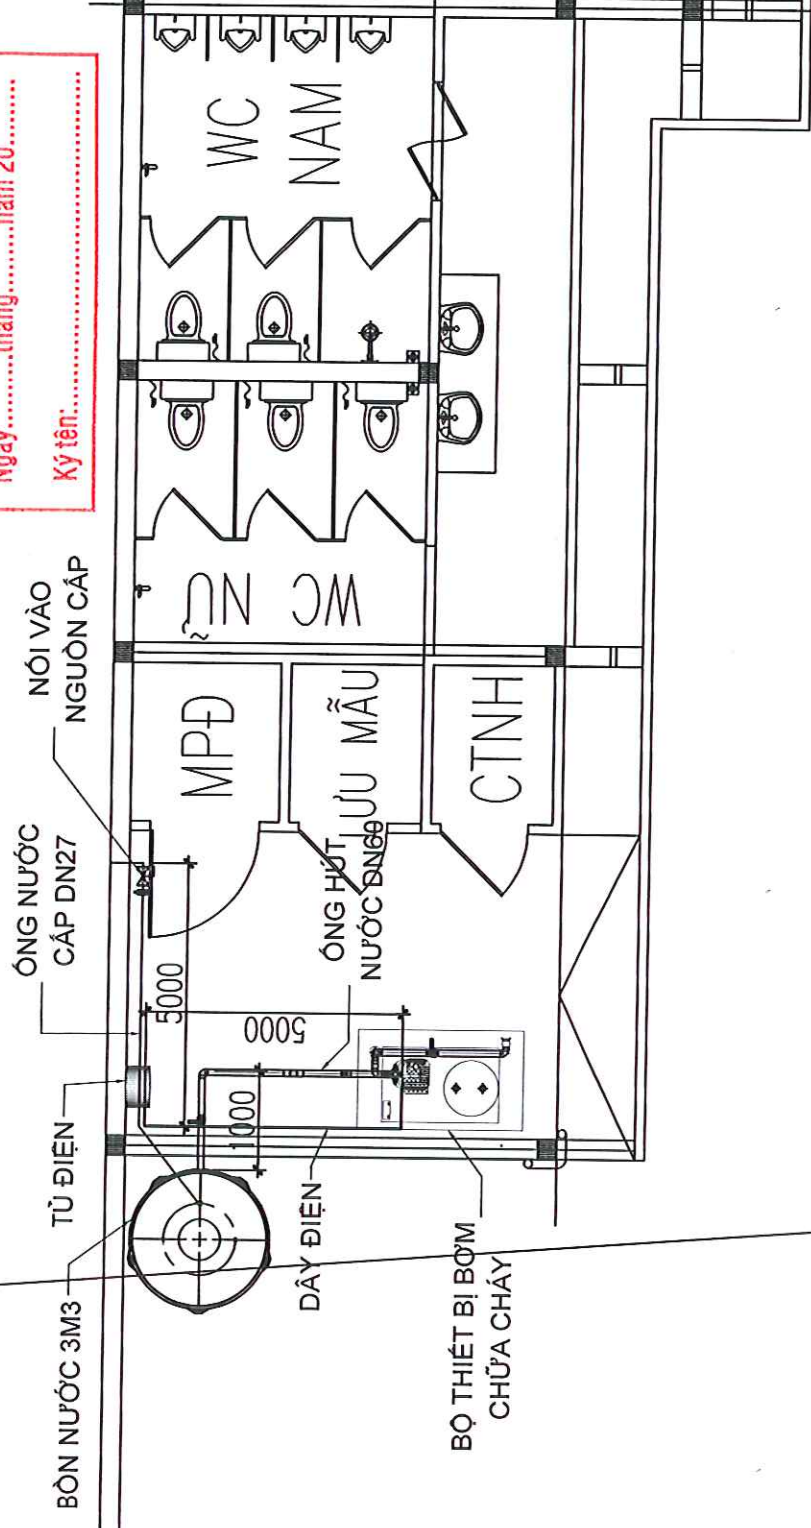 Ký tên:
NỐI VÀO
NGUỒN CẤP
ỐNG NƯỚC
CẤP DN27
TỦ ĐIỆN
BỒN NƯỚC 3M3
WC
NAM
WC NỮ
MPĐ
LƯU MẪU
CTNH
5000
5000
1000
ỐNG HÚT
NƯỚC DN60
DÂY ĐIỆN
BỘ THIẾT BỊ BƠM
CHỮA CHÁY